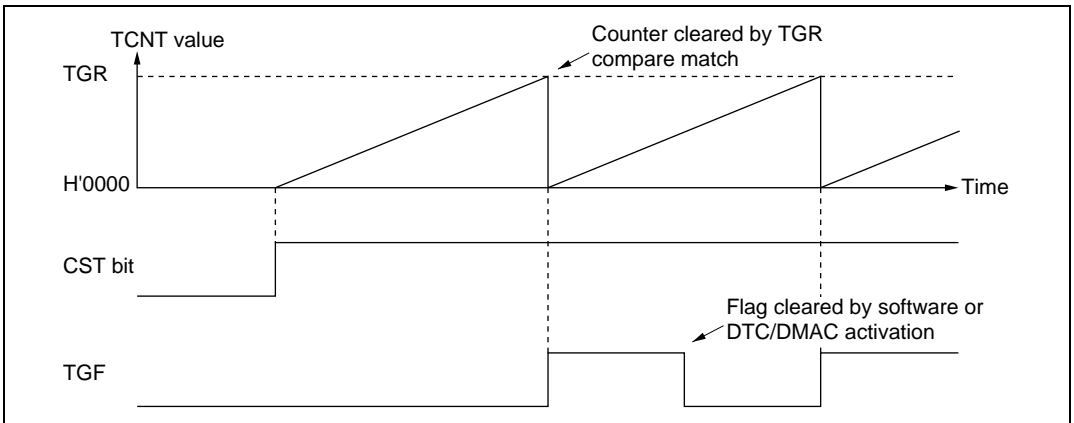 TCNT value
Counter cleared by TGR
compare match
TGR
H'0000
Time
CST bit
Flag cleared by software or
DTC/DMAC activation
TGF